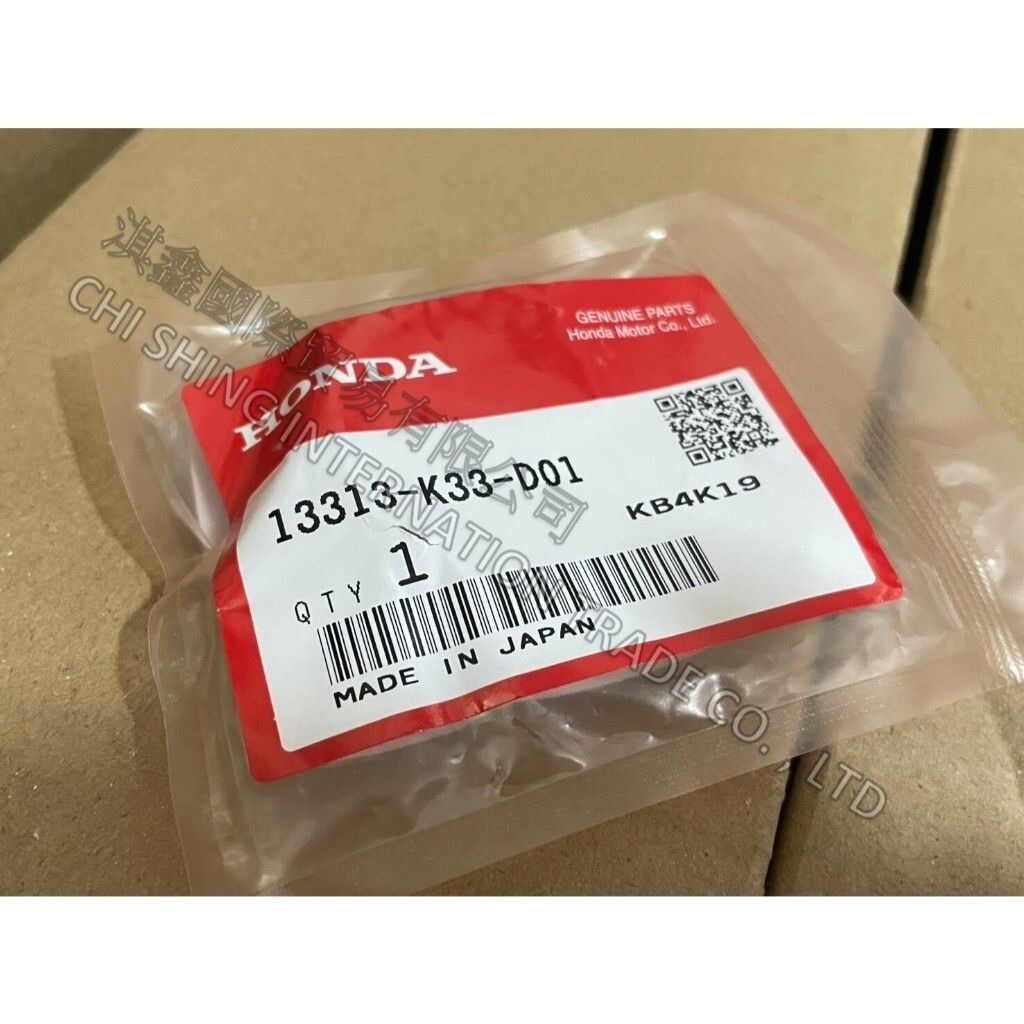 GENUINE PARTS
Honda Motor Co., Ltd.
HONDA
13313-K33-D01
KB4K19
QTY 1
MADE IN JAPAN
淇鑫國際貿易有限公司
CHI SHING INTERNATION TRADE CO. , LTD